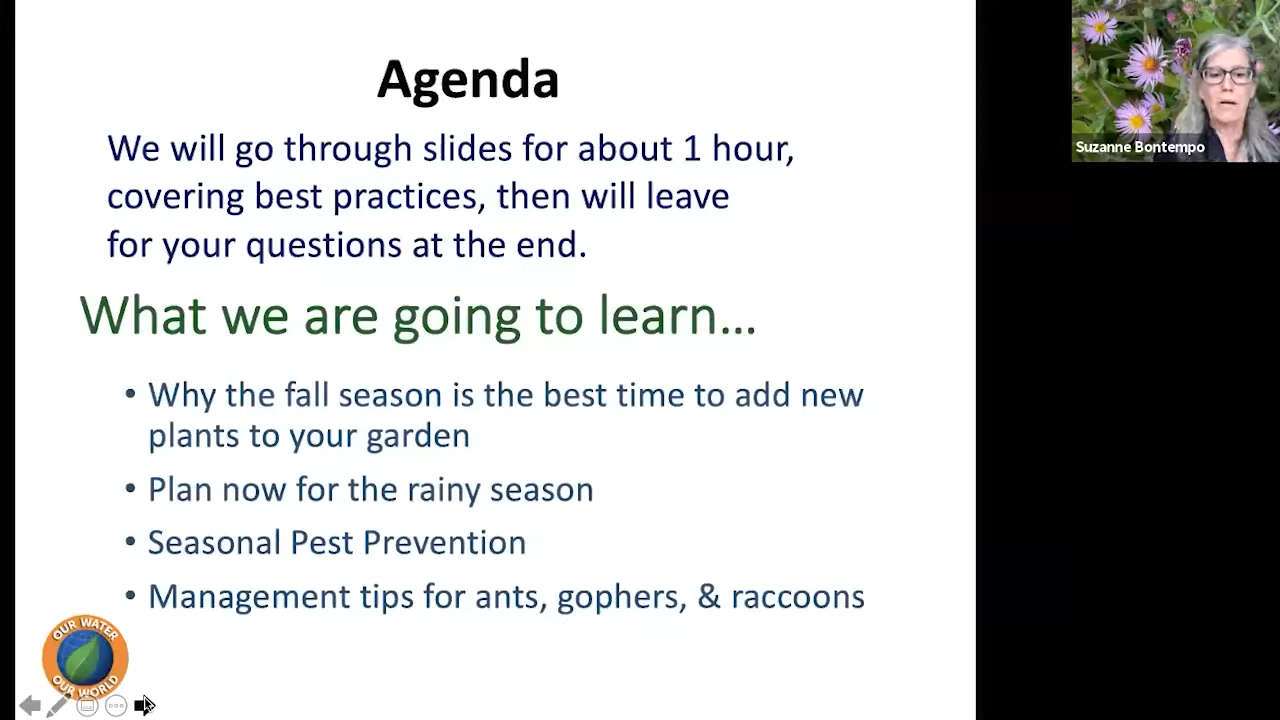 Agenda
We will go through slides for about 1 hour,
covering best practices, then will leave
for your questions at the end.
What we are going to learn...
• Why the fall season is the best time to add new
plants to your garden
• Plan now for the rainy season
• Seasonal Pest Prevention
• Management tips for ants, gophers, & raccoons
OUR WATER
OUR WORLD
Suzanne Bontempo